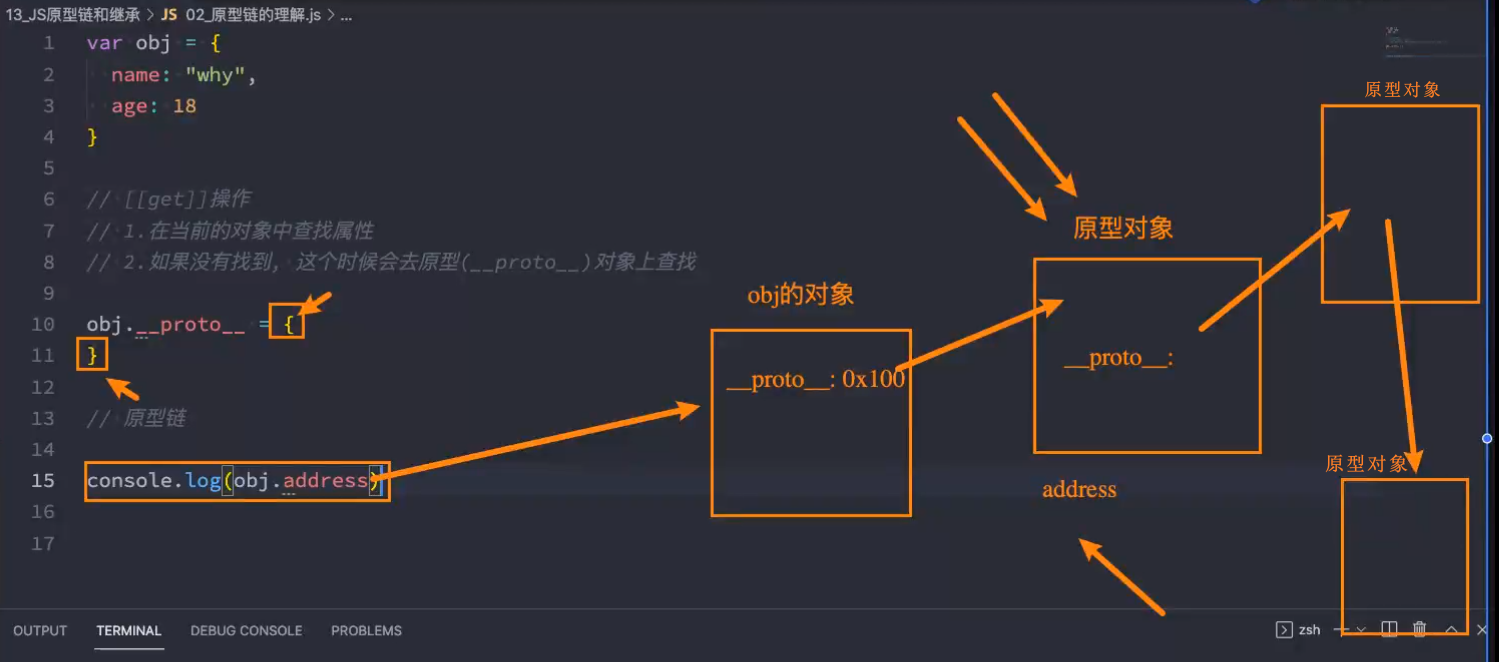 13_JS原型链和继承 > JS 02_原型链的理解.js > ...
1 var obj = {
2 name: "why",
3 age: 18
4 }
5
6 // [[get]]操作
7 // 1.在当前的对象中查找属性
8 // 2.如果没有找到, 这个时候会去原型(__proto__)对象上查找
9
10 obj.__proto__ = {
11 }
12
13 // 原型链
14
15 console.log(obj.address)
16
17
原型对象
原型对象
obj的对象
__proto__:
__proto__: 0x100
原型对象
address
OUTPUT TERMINAL DEBUG CONSOLE PROBLEMS zsh